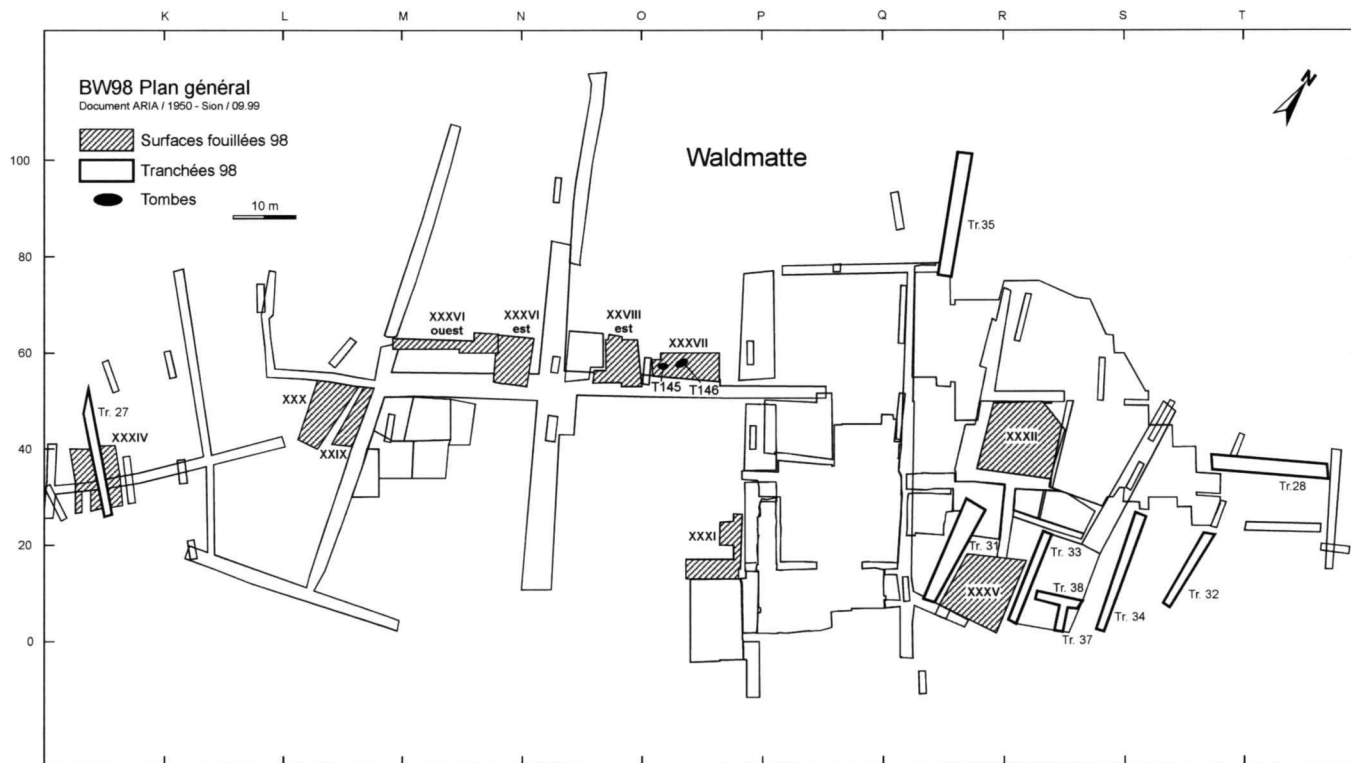 K L M N O P Q R S T
BW98 Plan général
Document ARIA / 1950 - Sion / 09.99
Surfaces fouillées 98
Tranchées 98
Tombes
10 m
Waldmatte
N
100
80
60
40
20
0
Tr.35
XXXVI
ouest
XXXVI
est
XXVIII
est
XXXVII
T145
T146
Tr. 27
XXXIV
XXX
XXIX
XXXII
Tr.28
XXXI
Tr.31
Tr.33
XXXV
Tr.38
Tr. 37
Tr. 34
Tr. 32